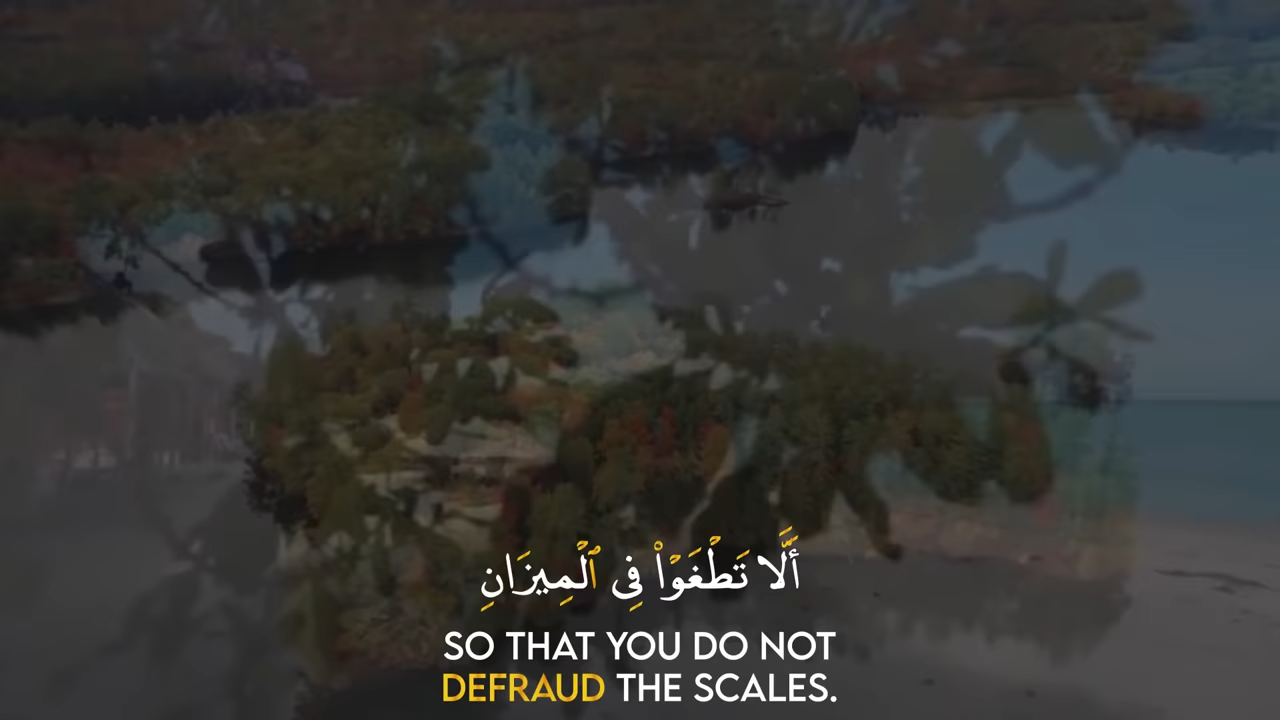 أَلَّا تَطْغَوْا۟ فِى ٱلْمِيزَانِ
SO THAT YOU DO NOT
DEFRAUD THE SCALES.